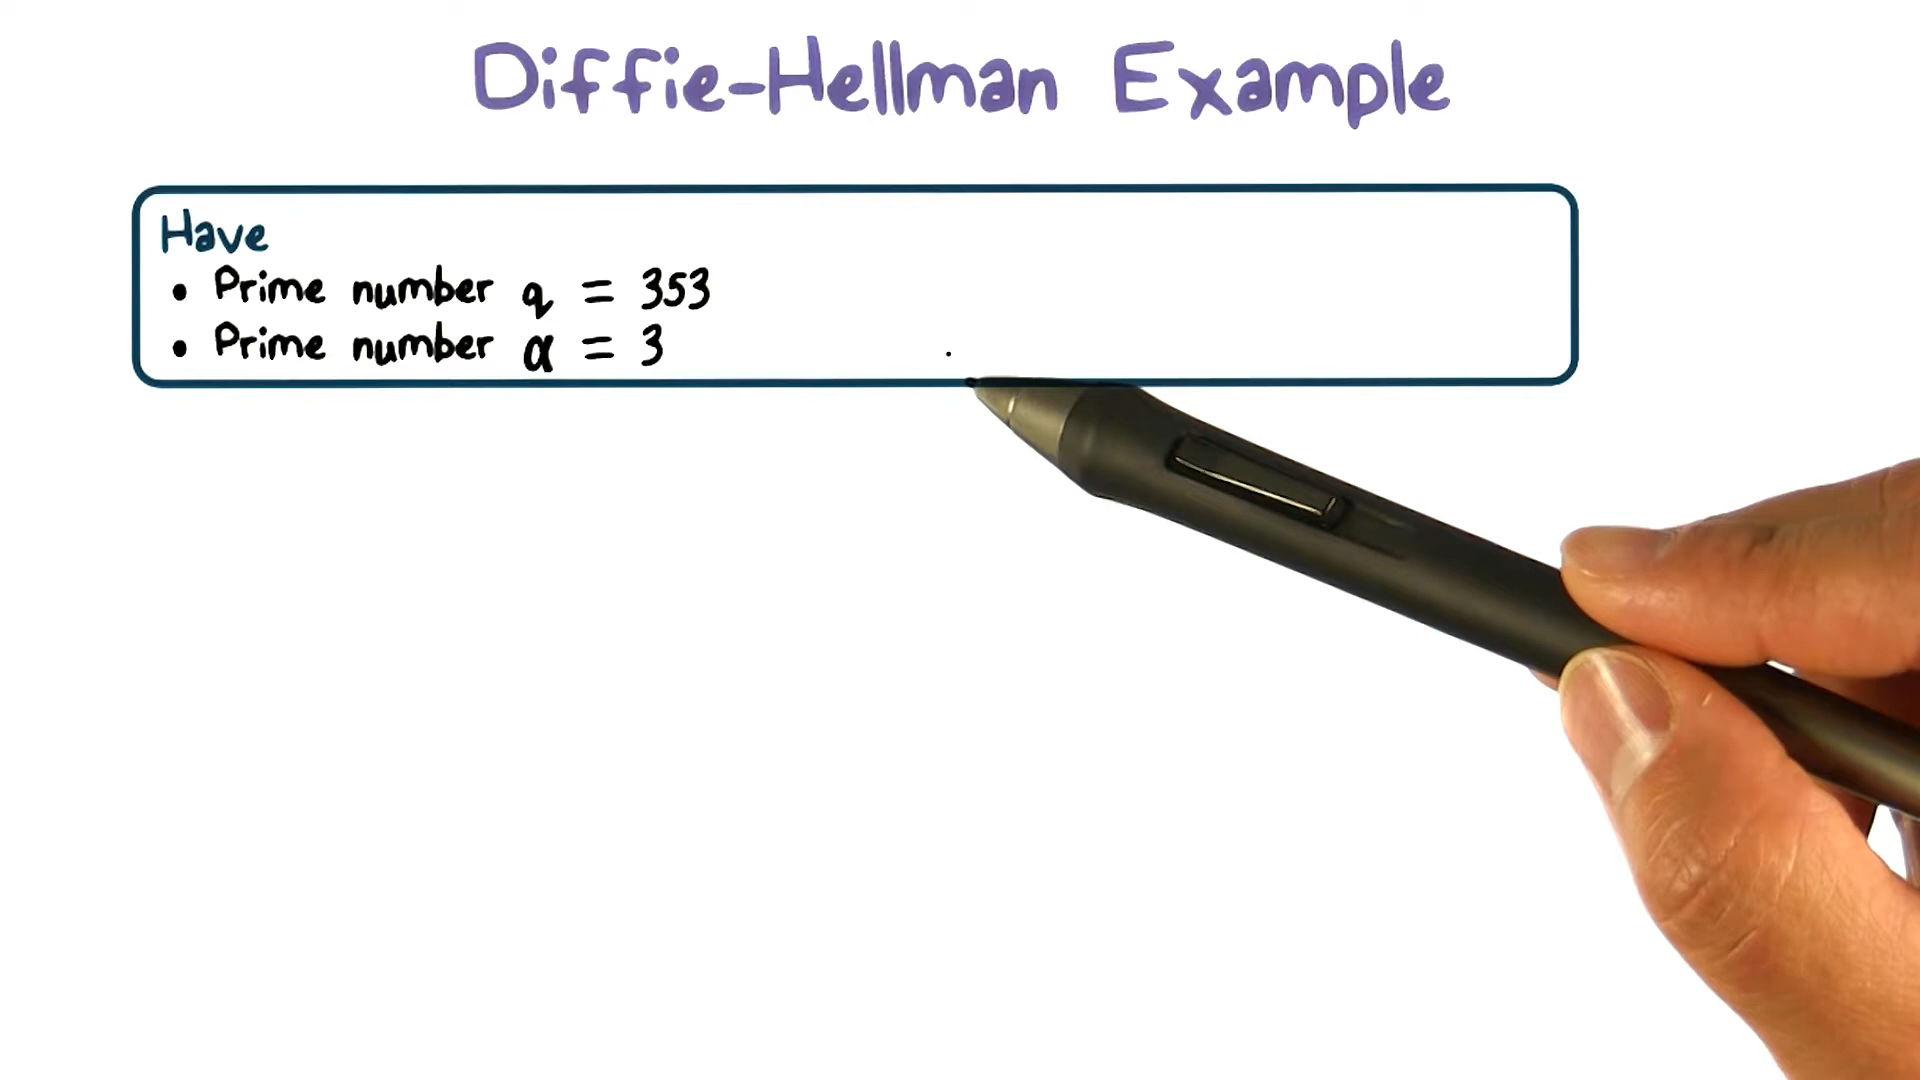 Diffie-Hellman Example
Have
• Prime number q = 353
• Prime number α = 3